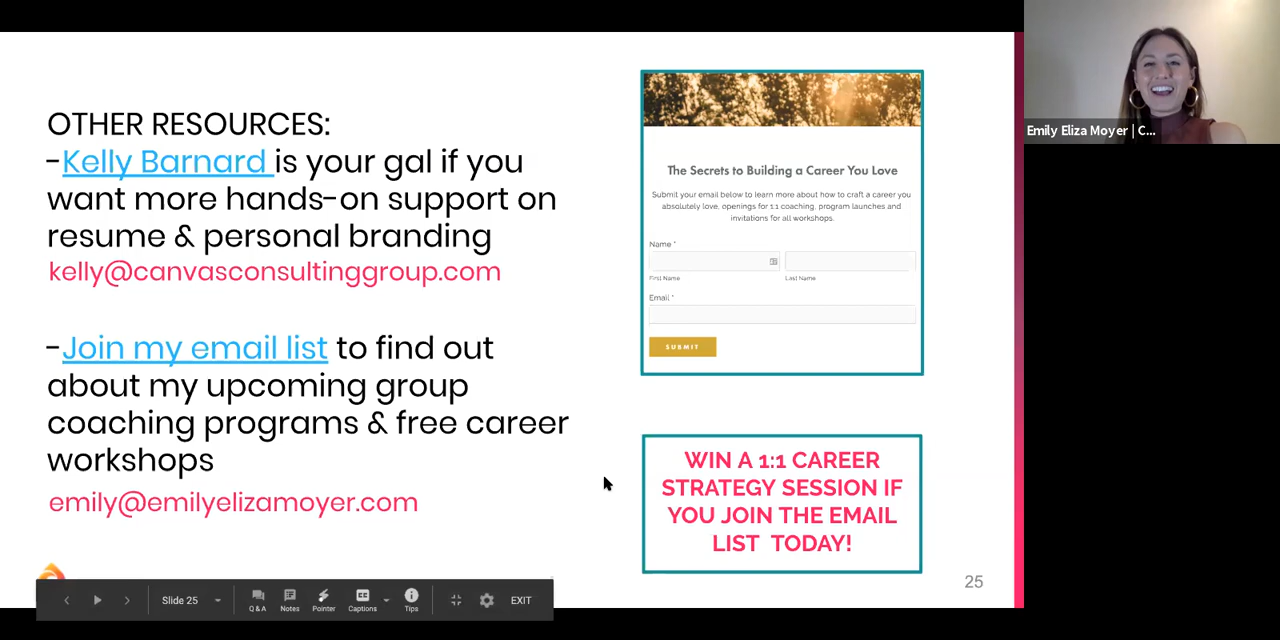 OTHER RESOURCES:
-Kelly Barnard is your gal if you
want more hands-on support on
resume & personal branding
kelly@canvasconsultinggroup.com
-Join my email list to find out
about my upcoming group
coaching programs & free career
workshops
emily@emilyelizamoyer.com
The Secrets to Building a Career You Love
Submit your email below to learn more about how to craft a career you
absolutely love, openings for 1:1 coaching, program launches and
invitations for all workshops.
Name *
First Name
Last Name
Email *
SUBMIT
WIN A 1:1 CAREER
STRATEGY SESSION IF
YOU JOIN THE EMAIL
LIST TODAY!
25
Emily Eliza Moyer | C...
Slide 25
Q & A
Notes
Pointer
CC
Captions
Tips
EXIT